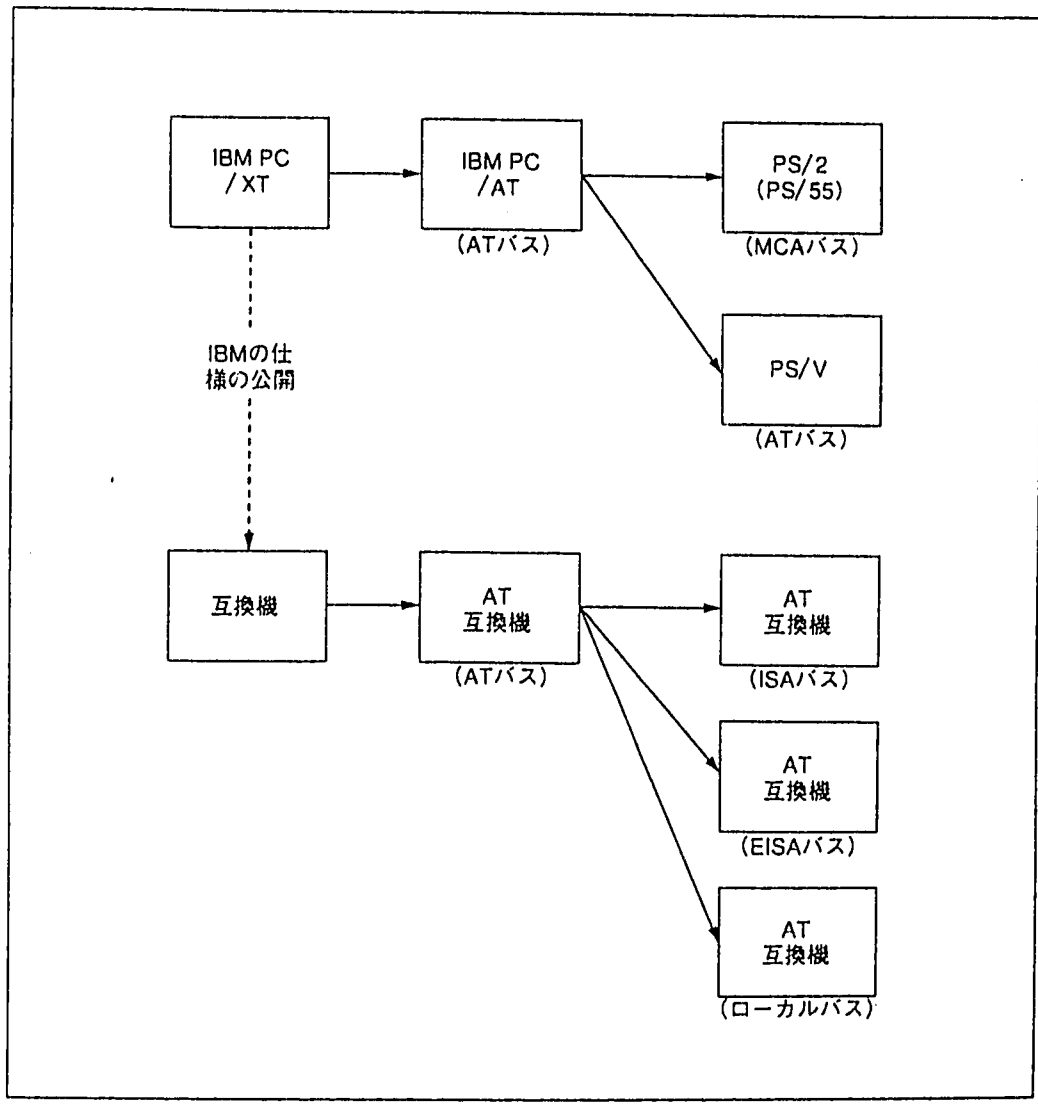 IBM PC
/XT
IBM PC
/AT
(ATバス)
PS/2
(PS/55)
(MCAバス)
PS/V
(ATバス)
IBMの仕
様の公開
互換機
AT
互換機
(ATバス)
AT
互換機
(ISAバス)
AT
互換機
(EISAバス)
AT
互換機
(ローカルバス)